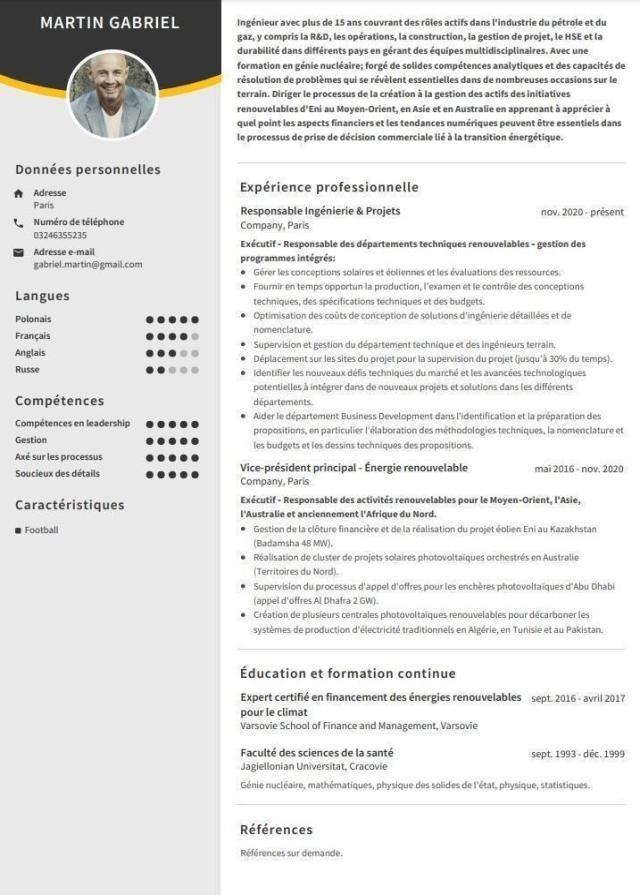 MARTIN GABRIEL
Données personnelles
Adresse
Paris
Numéro de téléphone
03246355235
Adresse e-mail
gabriel.martin@gmail.com
Langues
Polonais
Français
Anglais
Russe
Compétences
Compétences en leadership
Gestion
Axé sur les processus
Soucieux des détails
Caractéristiques
Football
Ingénieur avec plus de 15 ans couvrant des rôles actifs dans l'industrie du pétrole et du
gaz, y compris la R&D, les opérations, la construction, la gestion de projet, le HSE et la
durabilité dans différents pays en gérant des équipes multidisciplinaires. Avec une
formation en génie nucléaire; forgé de solides compétences analytiques et des capacités de
résolution de problèmes qui se révèlent essentielles dans de nombreuses occasions sur le
terrain. Diriger le processus de la création à la gestion des actifs des initiatives
renouvelables d'Eni au Moyen-Orient, en Asie et en Australie en apprenant à apprécier à
quel point les aspects financiers et les tendances numériques peuvent être essentiels dans
le processus de prise de décision commerciale lié à la transition énergétique.
Expérience professionnelle
Responsable Ingénierie & Projets nov. 2020 - présent
Company, Paris
Exécutif - Responsable des départements techniques renouvelables - gestion des
programmes intégrés:
Gérer les conceptions solaires et éoliennes et les évaluations des ressources.
Fournir en temps opportun la production, l'examen et le contrôle des conceptions
techniques, des spécifications techniques et des budgets.
Optimisation des coûts de conception de solutions d'ingénierie détaillées et de
nomenclature.
Supervision et gestion du département technique et des ingénieurs terrain.
Déplacement sur les sites du projet pour la supervision du projet (jusqu'à 30% du temps).
Identifier les nouveaux défis techniques du marché et les avancées technologiques
potentielles à intégrer dans de nouveaux projets et solutions dans les différents
départements.
Aider le département Business Development dans l'identification et la préparation des
propositions, en particulier l'élaboration des méthodologies techniques, la nomenclature et
les budgets et les dessins techniques des propositions.
Vice-président principal - Énergie renouvelable mai 2016 - nov. 2020
Company, Paris
Exécutif - Responsable des activités renouvelables pour le Moyen-Orient, l'Asie,
l'Australie et anciennement l'Afrique du Nord.
Gestion de la clôture financière et de la réalisation du projet éolien Eni au Kazakhstan
(Badamsha 48 MW).
Réalisation de cluster de projets solaires photovoltaïques orchestrés en Australie
(Territoires du Nord).
Supervision du processus d'appel d'offres pour les enchères photovoltaïques d'Abu Dhabi
(appel d'offres Al Dhafra 2 GW).
Création de plusieurs centrales photovoltaïques renouvelables pour décarboner les
systèmes de production d'électricité traditionnels en Algérie, en Tunisie et au Pakistan.
Éducation et formation continue
Expert certifié en financement des énergies renouvelables sept. 2016 - avril 2017
pour le climat
Varsovie School of Finance and Management, Varsovie
Faculté des sciences de la santé sept. 1993 - déc. 1999
Jagiellonian Universitat, Cracovie
Génie nucléaire, mathématiques, physique des solides de l'état, physique, statistiques.
Références
Références sur demande.